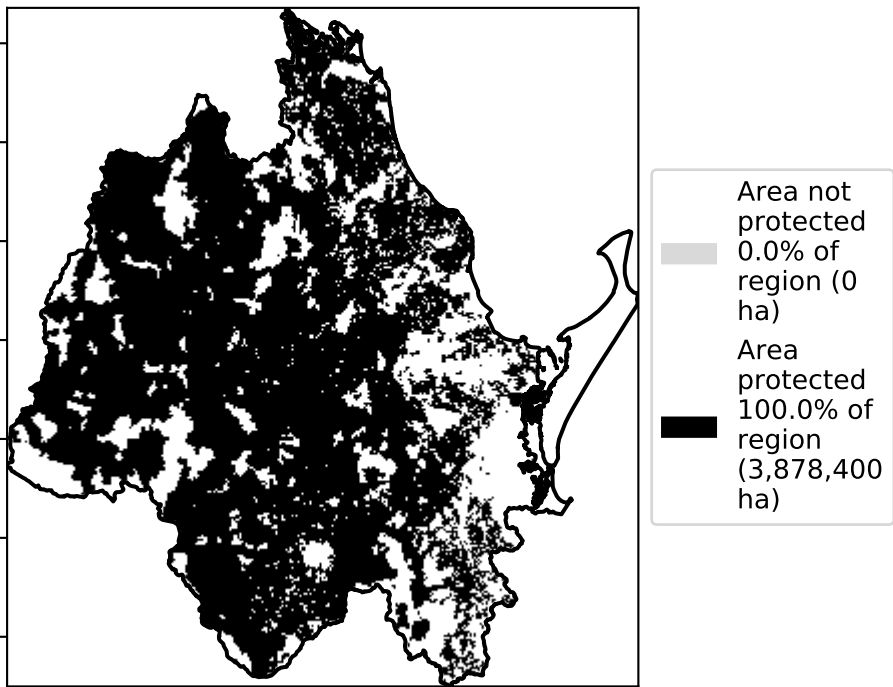 Area not
protected
0.0% of
region (0
ha)
Area
protected
100.0% of
region
(3,878,400
ha)